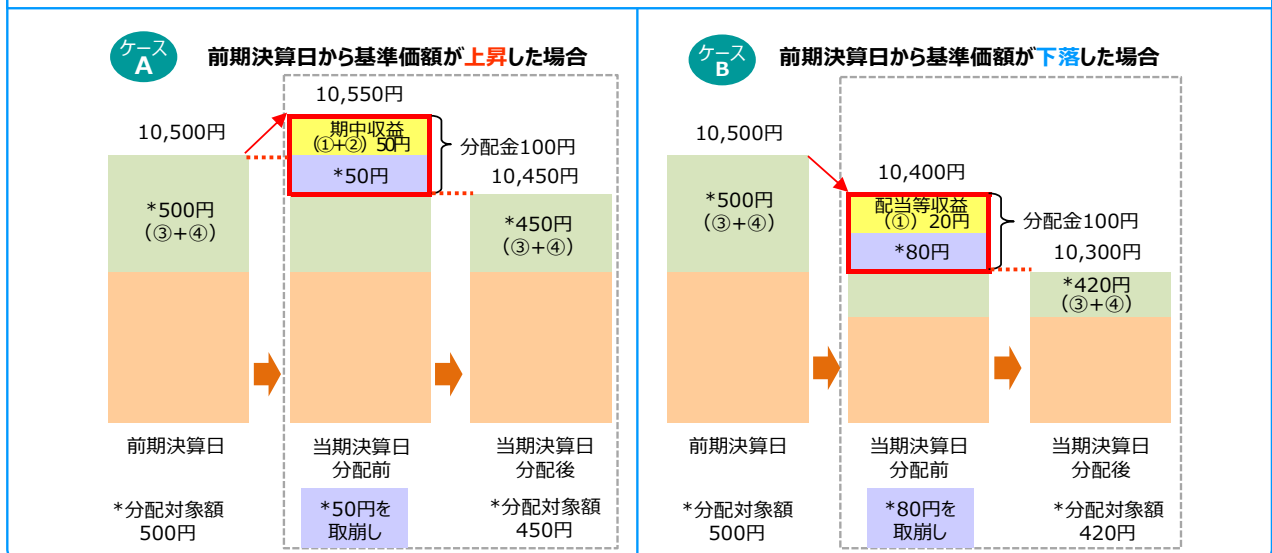 ケース
A
前期決算日から基準価額が上昇した場合
10,550円
10,500円
期中収益
(①+②) 50円
*50円
分配金100円
10,450円
*500円
(③+④)
*450円
(③+④)
前期決算日
当期決算日
分配前
当期決算日
分配後
*分配対象額
500円
*50円を
取崩し
*分配対象額
450円
ケース
B
前期決算日から基準価額が下落した場合
10,500円
10,400円
*500円
(③+④)
配当等収益
(①) 20円
*80円
分配金100円
10,300円
*420円
(③+④)
前期決算日
当期決算日
分配前
当期決算日
分配後
*分配対象額
500円
*80円を
取崩し
*分配対象額
420円